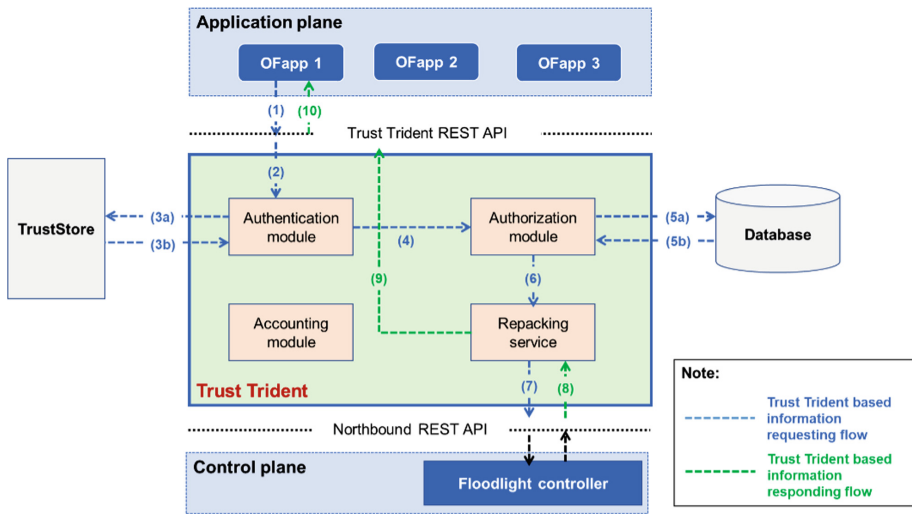 Application plane
OFapp 1
OFapp 2
OFapp 3
(1)
(10)
Trust Trident REST API
(2)
TrustStore
(3a)
(3b)
Authentication
module
(4)
Authorization
module
(5a)
(5b)
Database
(9)
(6)
Accounting
module
Repacking
service
Trust Trident
(7)
(8)
Northbound REST API
Control plane
Floodlight controller
Note:
Trust Trident based
information
requesting flow
Trust Trident based
information
responding flow